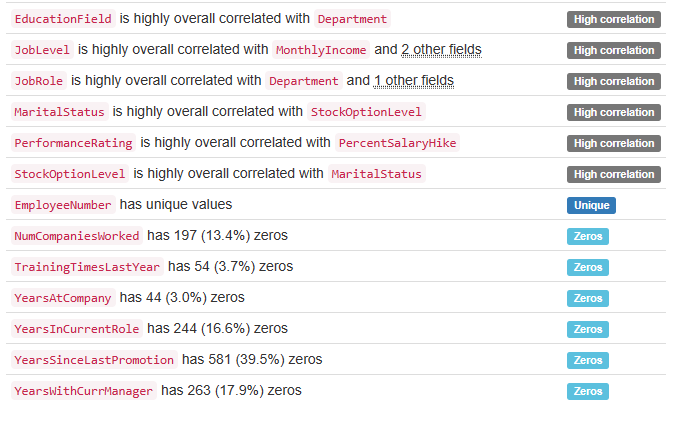 EducationField is highly overall correlated with Department High correlation
JobLevel is highly overall correlated with MonthlyIncome and 2 other fields High correlation
JobRole is highly overall correlated with Department and 1 other fields High correlation
MaritalStatus is highly overall correlated with StockOptionLevel High correlation
PerformanceRating is highly overall correlated with PercentSalaryHike High correlation
StockOptionLevel is highly overall correlated with MaritalStatus High correlation
EmployeeNumber has unique values Unique
NumCompaniesWorked has 197 (13.4%) zeros Zeros
TrainingTimesLastYear has 54 (3.7%) zeros Zeros
YearsAtCompany has 44 (3.0%) zeros Zeros
YearsInCurrentRole has 244 (16.6%) zeros Zeros
YearsSinceLastPromotion has 581 (39.5%) zeros Zeros
YearsWithCurrManager has 263 (17.9%) zeros Zeros